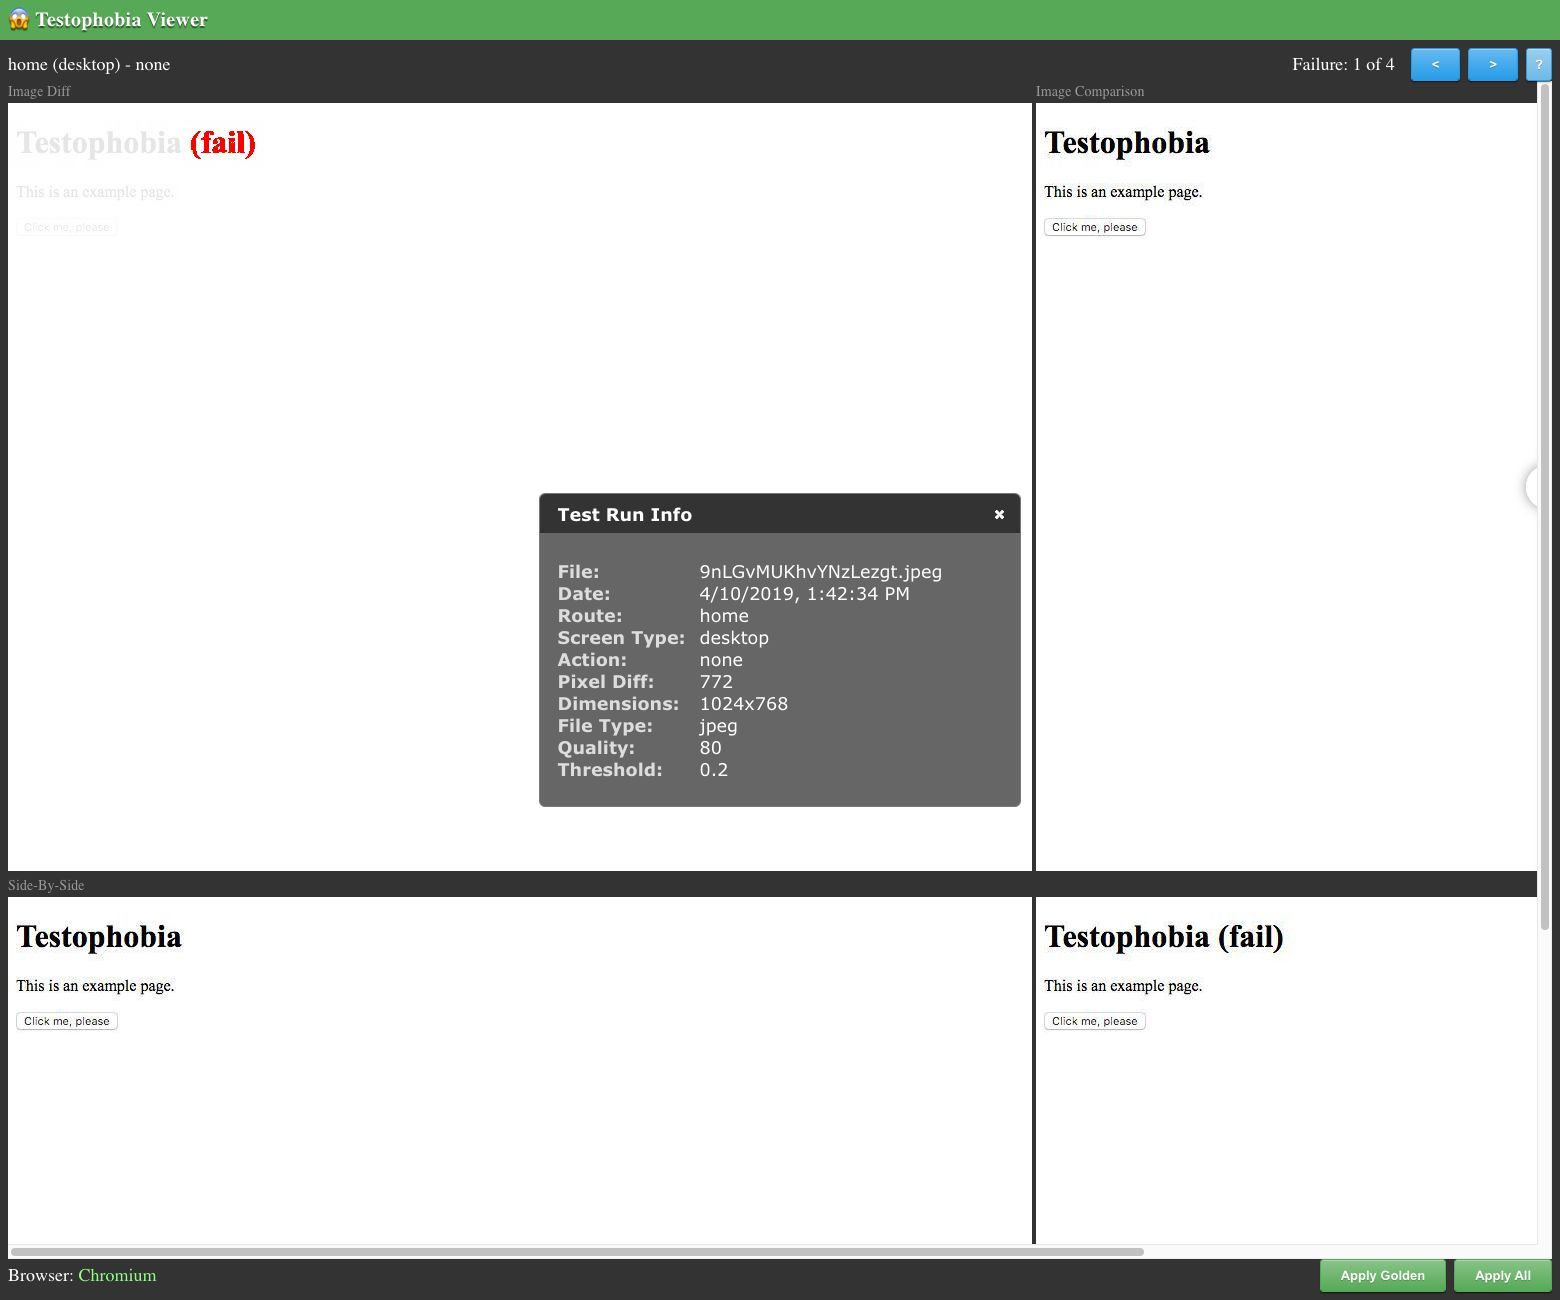 😱 Testophobia Viewer
home (desktop) - none
Failure: 1 of 4
<
>
?
Image Diff
Image Comparison
Testophobia (fail)
This is an example page.
Click me, please
Testophobia
This is an example page.
Click me, please
Test Run Info
✖
File: 9nLGvMUKhvYNzLezgt.jpeg
Date: 4/10/2019, 1:42:34 PM
Route: home
Screen Type: desktop
Action: none
Pixel Diff: 772
Dimensions: 1024x768
File Type: jpeg
Quality: 80
Threshold: 0.2
Side-By-Side
Testophobia
This is an example page.
Click me, please
Testophobia (fail)
This is an example page.
Click me, please
Browser: Chromium
Apply Golden
Apply All